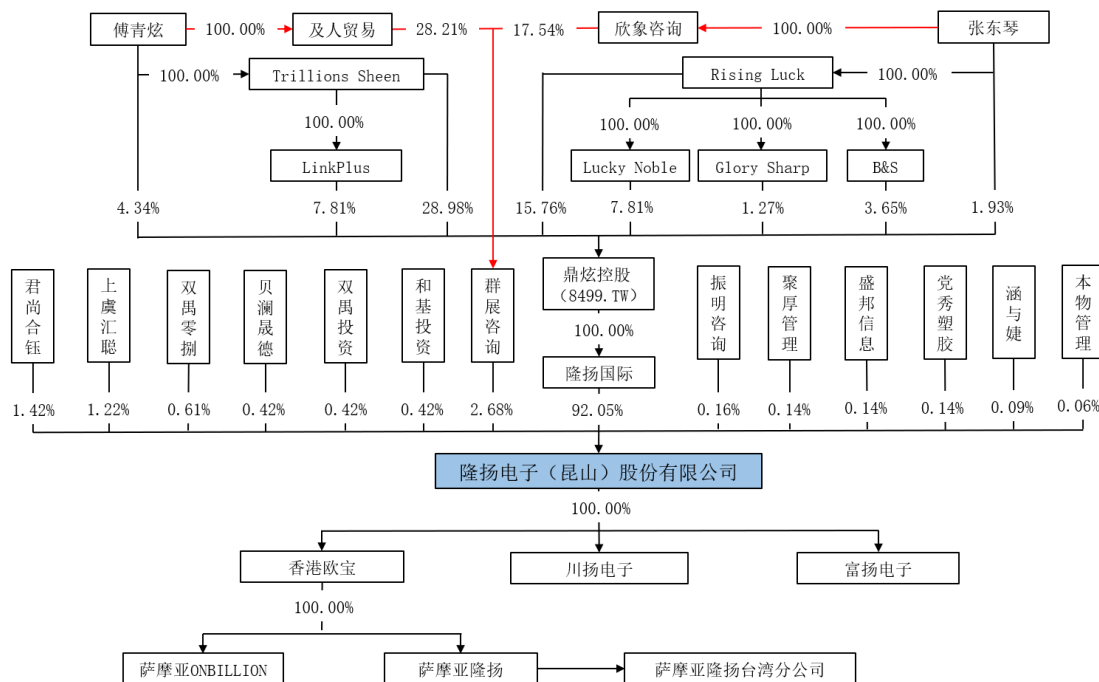 傅青炫
100.00%
及人贸易
28.21%
17.54%
欣象咨询
100.00%
张东琴
100.00%
Trillions Sheen
Rising Luck
100.00%
100.00%
100.00%
100.00%
100.00%
LinkPlus
Lucky Noble
Glory Sharp
B&S
4.34%
7.81%
28.98%
15.76%
7.81%
1.27%
3.65%
1.93%
君尚合钰
上虞汇聪
双禺零捌
贝澜晟德
双禺投资
和基投资
群展咨询
鼎炫控股
（8499.TW）
100.00%
隆扬国际
振明咨询
聚厚管理
盛邦信息
党秀塑胶
涵与婕
本物管理
1.42%
1.22%
0.61%
0.42%
0.42%
0.42%
2.68%
92.05%
0.16%
0.14%
0.14%
0.14%
0.09%
0.06%
隆扬电子（昆山）股份有限公司
100.00%
香港欧宝
川扬电子
富扬电子
100.00%
萨摩亚ONBILLION
萨摩亚隆扬
萨摩亚隆扬台湾分公司